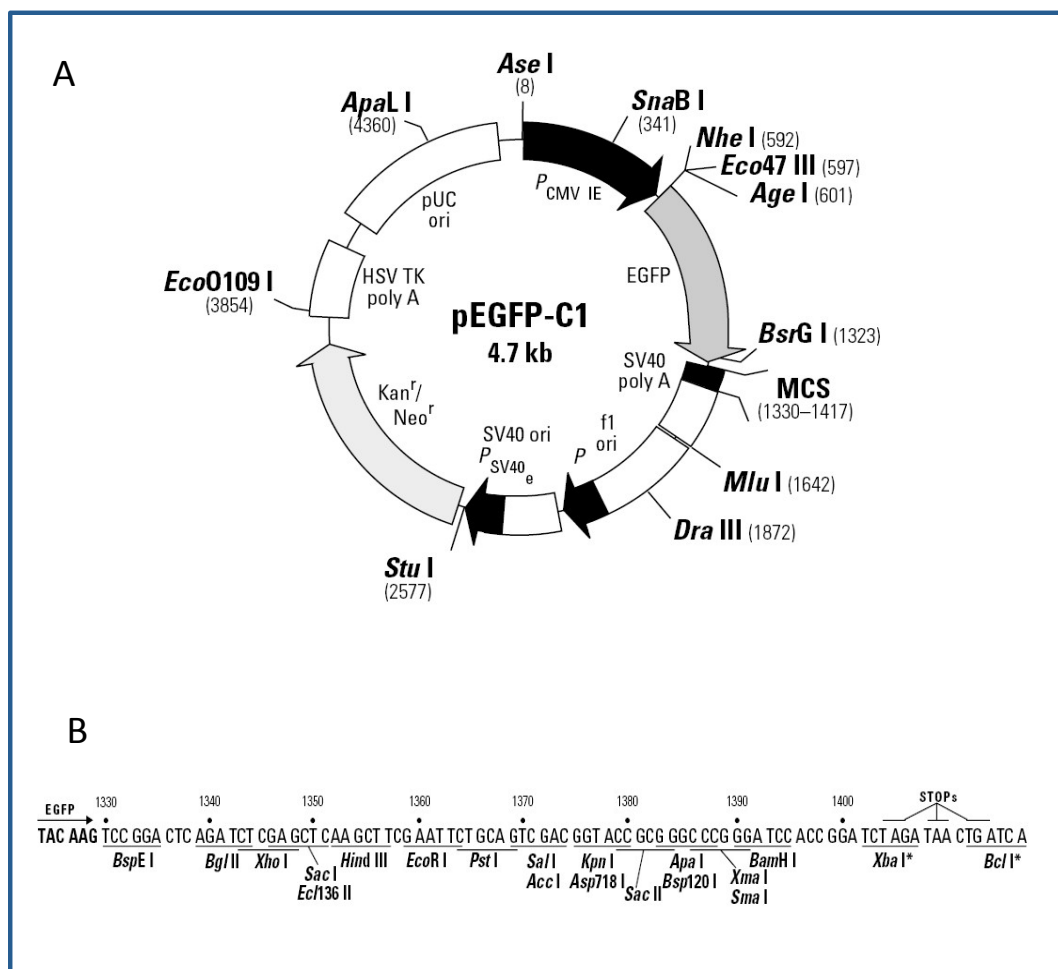 A
Ase I
(8)
ApaL I
(4360)
SnaB I
(341)
Nhe I (592)
Eco47 III (597)
Age I (601)
P CMV IE
pUC
ori
EcoO109 I
(3854)
HSV TK
poly A
EGFP
pEGFP-C1
4.7 kb
BsrG I (1323)
SV40
poly A
MCS
(1330–1417)
Kanr/
Neor
f1
ori
P
SV40 ori
P
SV40e
Mlu I (1642)
Dra III (1872)
Stu I
(2577)
B
1330 1340 1350 1360 1370 1380 1390 1400
EGFP STOPs
TAC AAG TCC GGA CTC AGA TCT CGA GCT CAA GCT TCG AAT TCT GCA GTC GAC GGT ACC GCG GGC CCG GGA TCC ACC GGA TCT AGA TAA CTG ATC A
BspE I Bgl II Xho I Hind III EcoR I Pst I Sal I Kpn I Apa I BamH I Xba I* Bcl I*
Sac I Acc I Asp718 I Bsp120 I Xma I
Ecl136 II Sac II Sma I